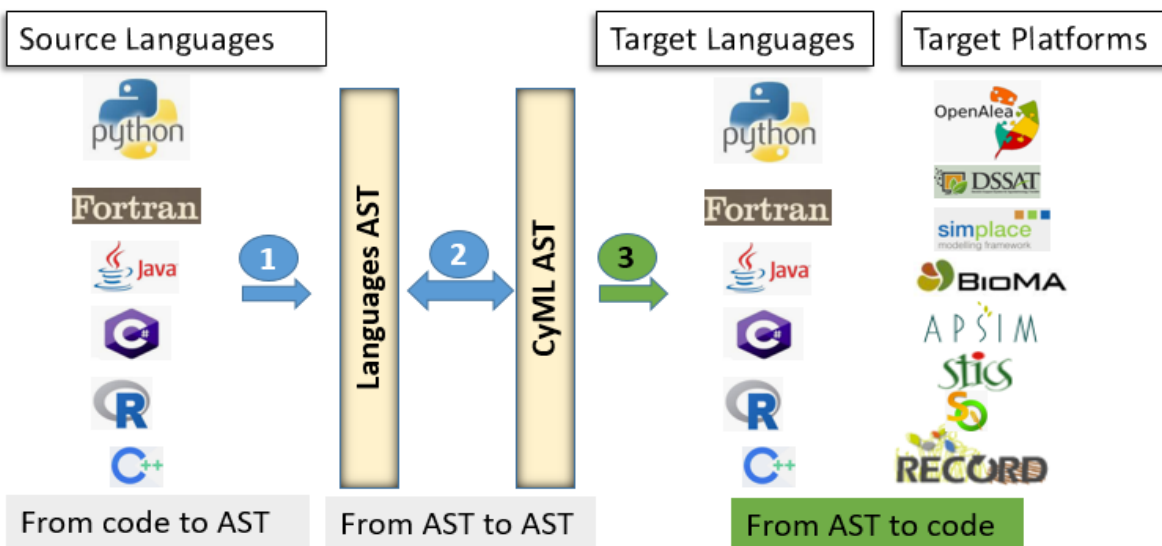 Source Languages
Target Languages
Target Platforms
python
Fortran
Java
C#
R
C++
1
Languages AST
2
CyML AST
3
python
Fortran
Java
C#
R
C++
OpenAlea
DSSAT
simplace
modelling framework
BioMA
APSIM
STICS
SQ
RECORD
From code to AST
From AST to AST
From AST to code